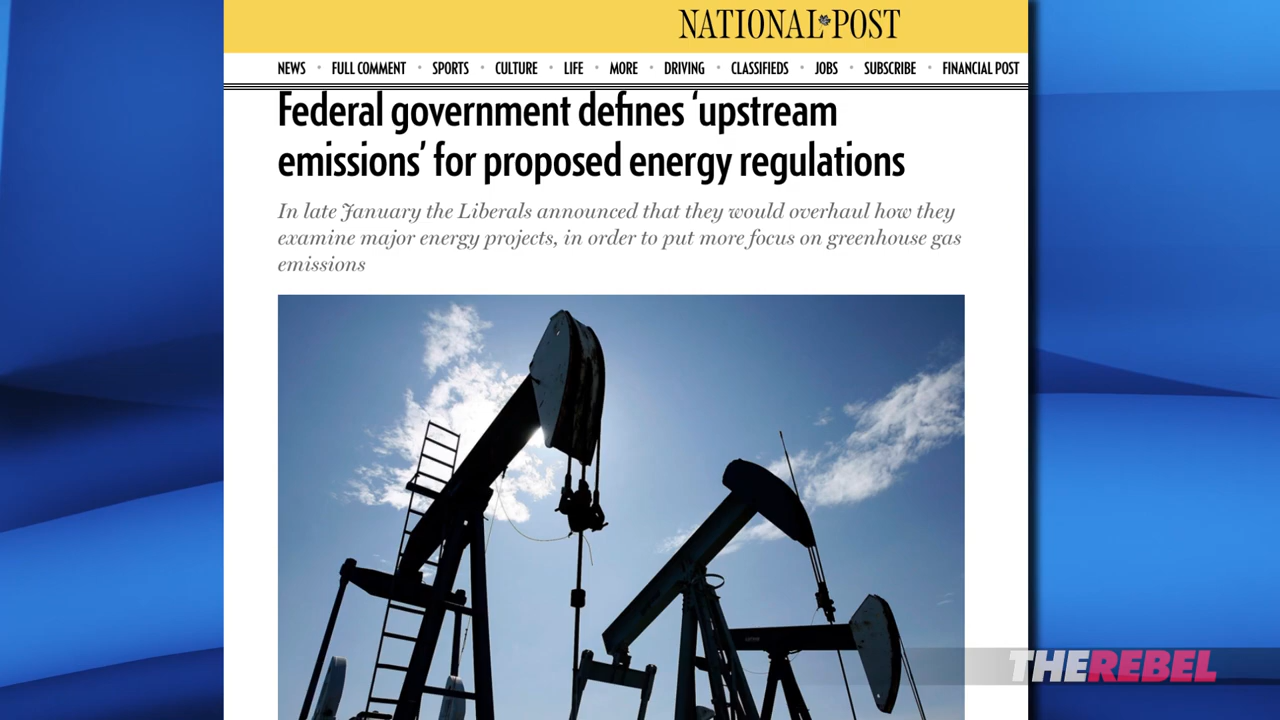 NATIONAL POST
NEWS • FULL COMMENT • SPORTS • CULTURE • LIFE • MORE • DRIVING • CLASSIFIEDS • JOBS • SUBSCRIBE • FINANCIAL POST
Federal government defines ‘upstream
emissions’ for proposed energy regulations
In late January the Liberals announced that they would overhaul how they
examine major energy projects, in order to put more focus on greenhouse gas
emissions
THEREBEL